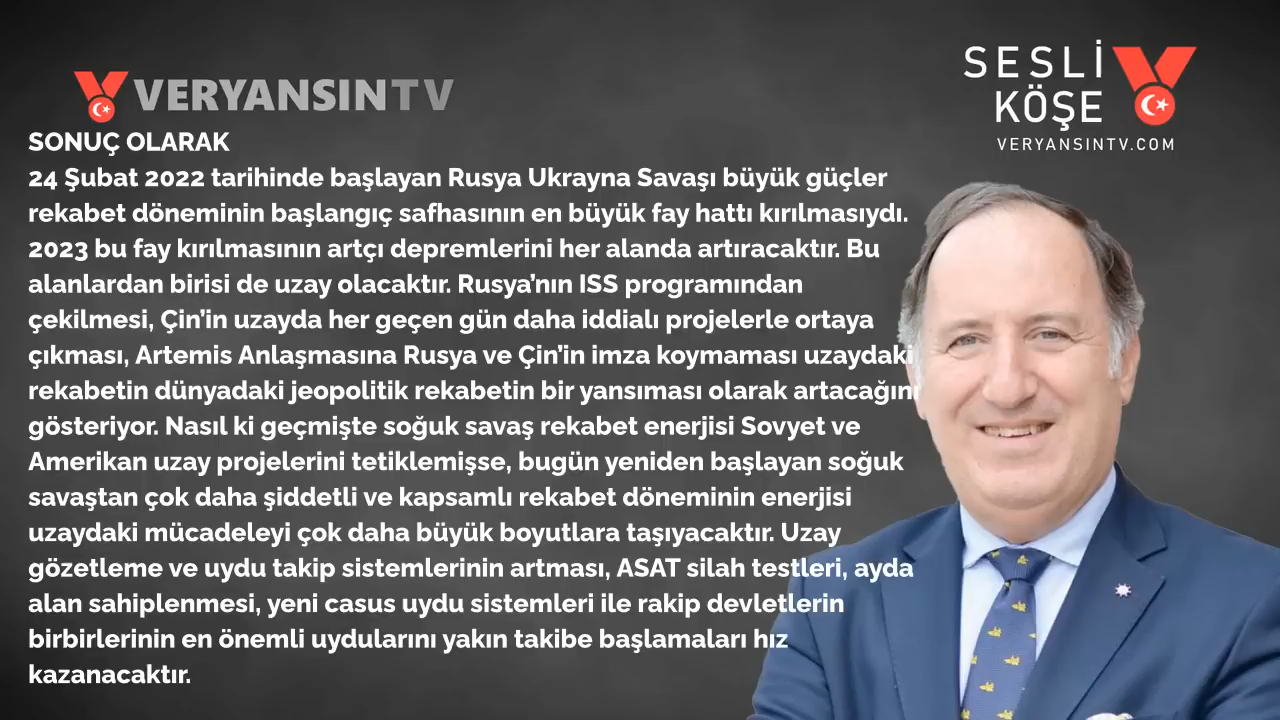 VERYANSINTV
SESLİ
KÖŞE
VERYANSINTV.COM
SONUÇ OLARAK
24 Şubat 2022 tarihinde başlayan Rusya Ukrayna Savaşı büyük güçler
rekabet döneminin başlangıç safhasının en büyük fay hattı kırılmasıydı.
2023 bu fay kırılmasının artçı depremlerini her alanda artıracaktır. Bu
alanlardan birisi de uzay olacaktır. Rusya’nın ISS programından
çekilmesi, Çin’in uzayda her geçen gün daha iddialı projelerle ortaya
çıkması, Artemis Anlaşmasına Rusya ve Çin’in imza koymaması uzaydaki
rekabetin dünyadaki jeopolitik rekabetin bir yansıması olarak artacağını
gösteriyor. Nasıl ki geçmişte soğuk savaş rekabet enerjisi Sovyet ve
Amerikan uzay projelerini tetiklemişse, bugün yeniden başlayan soğuk
savaştan çok daha şiddetli ve kapsamlı rekabet döneminin enerjisi
uzaydaki mücadeleyi çok daha büyük boyutlara taşıyacaktır. Uzay
gözetleme ve uydu takip sistemlerinin artması, ASAT silah testleri, ayda
alan sahiplenmesi, yeni casus uydu sistemleri ile rakip devletlerin
birbirlerinin en önemli uydularını yakın takibe başlamaları hız
kazanacaktır.